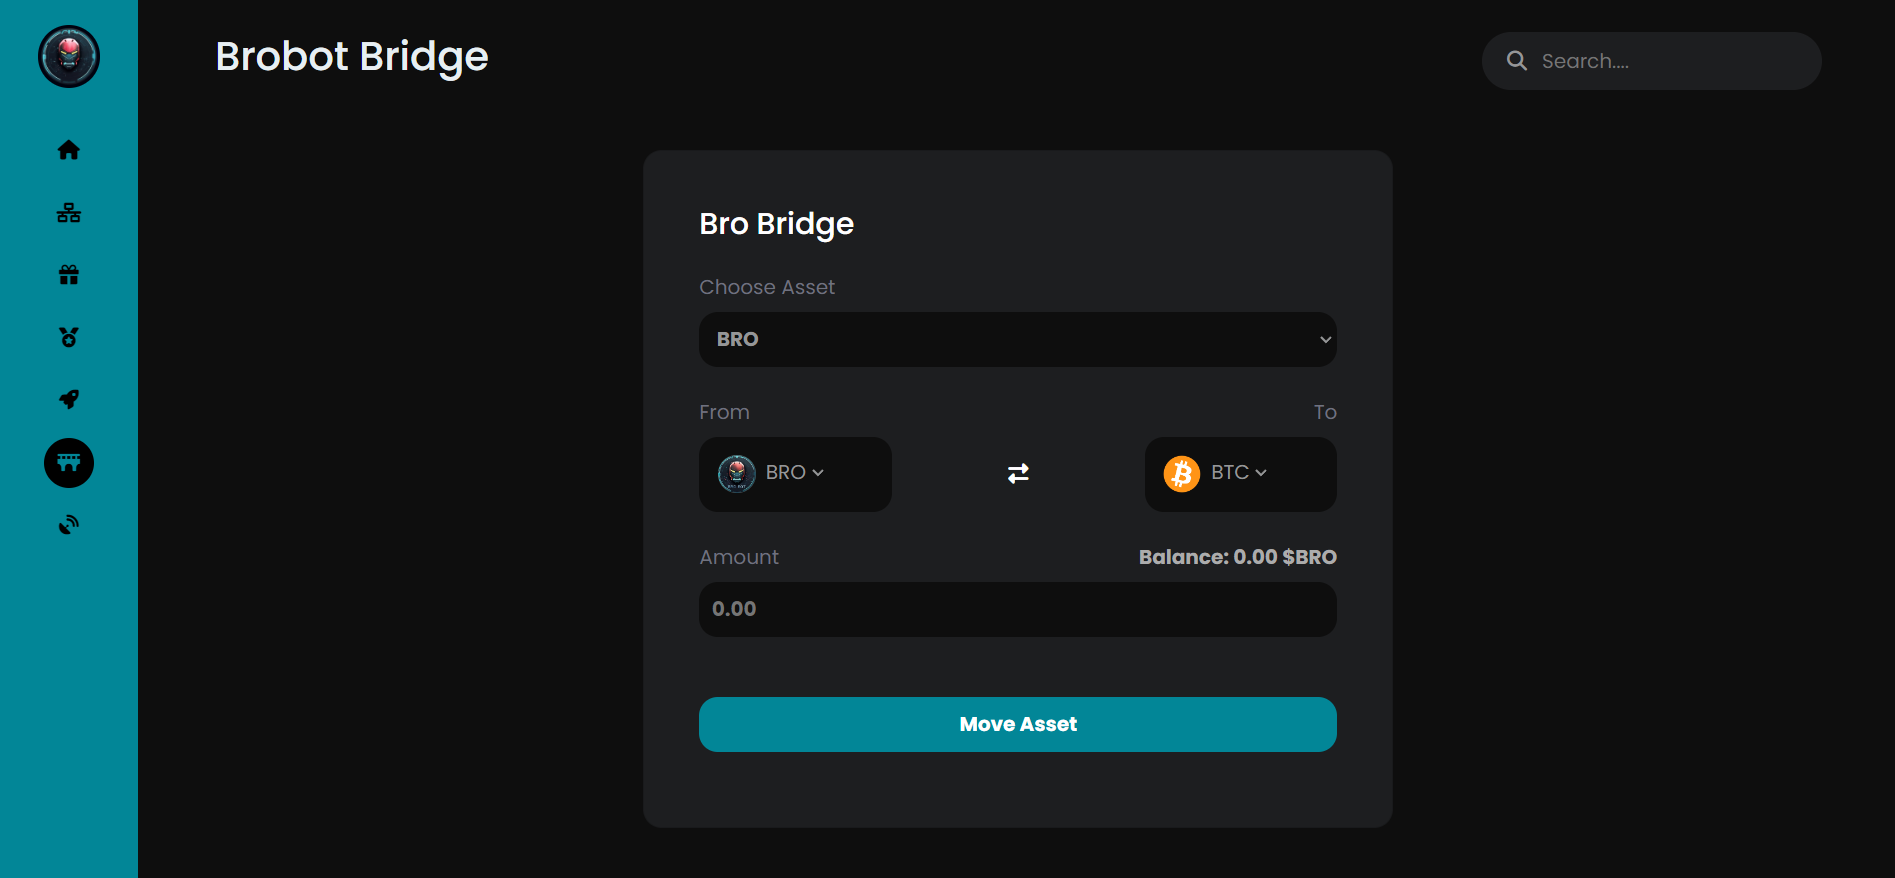 Brobot Bridge
Search....
Bro Bridge
Choose Asset
BRO
From
To
BRO
BTC
Amount
Balance: 0.00 $BRO
0.00
Move Asset